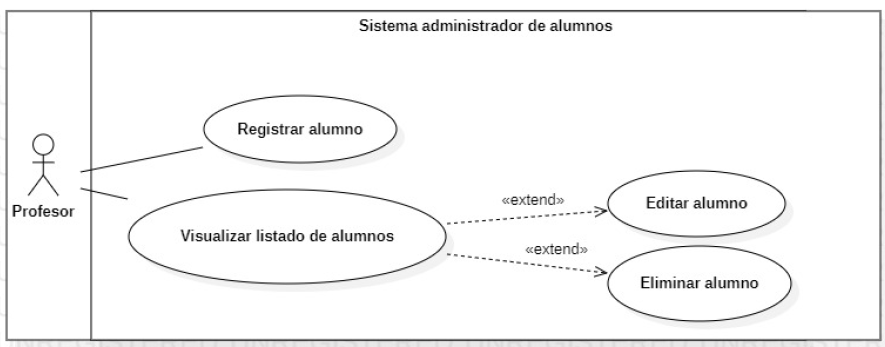 Sistema administrador de alumnos
Registrar alumno
Profesor
Visualizar listado de alumnos
«extend»
Editar alumno
«extend»
Eliminar alumno